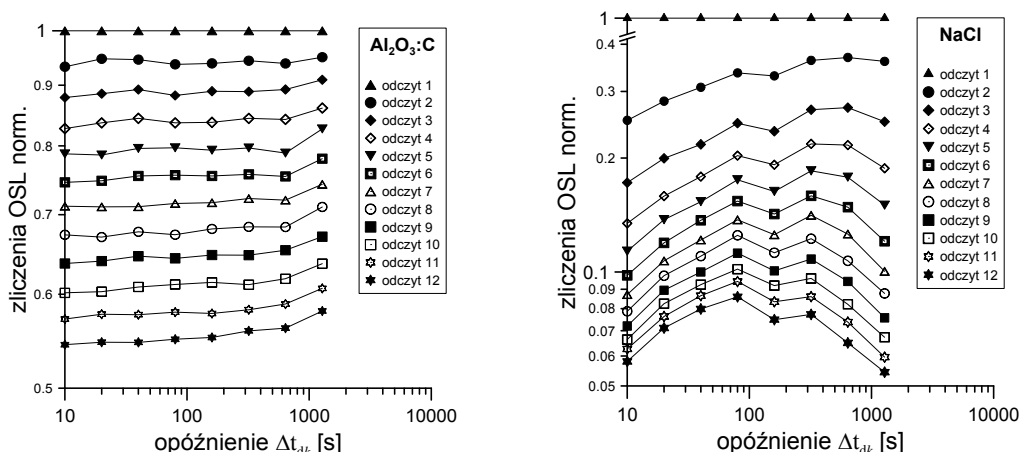 1
0.9
0.8
0.7
0.6
0.5
zliczenia OSL norm.
10
100
1000
10000
opóźnienie Δt_dk [s]
Al₂O₃:C
odczyt 1
odczyt 2
odczyt 3
odczyt 4
odczyt 5
odczyt 6
odczyt 7
odczyt 8
odczyt 9
odczyt 10
odczyt 11
odczyt 12
1
0.4
0.3
0.2
0.1
0.09
0.08
0.07
0.06
0.05
zliczenia OSL norm.
10
100
1000
10000
opóźnienie Δt_dk [s]
NaCl
odczyt 1
odczyt 2
odczyt 3
odczyt 4
odczyt 5
odczyt 6
odczyt 7
odczyt 8
odczyt 9
odczyt 10
odczyt 11
odczyt 12